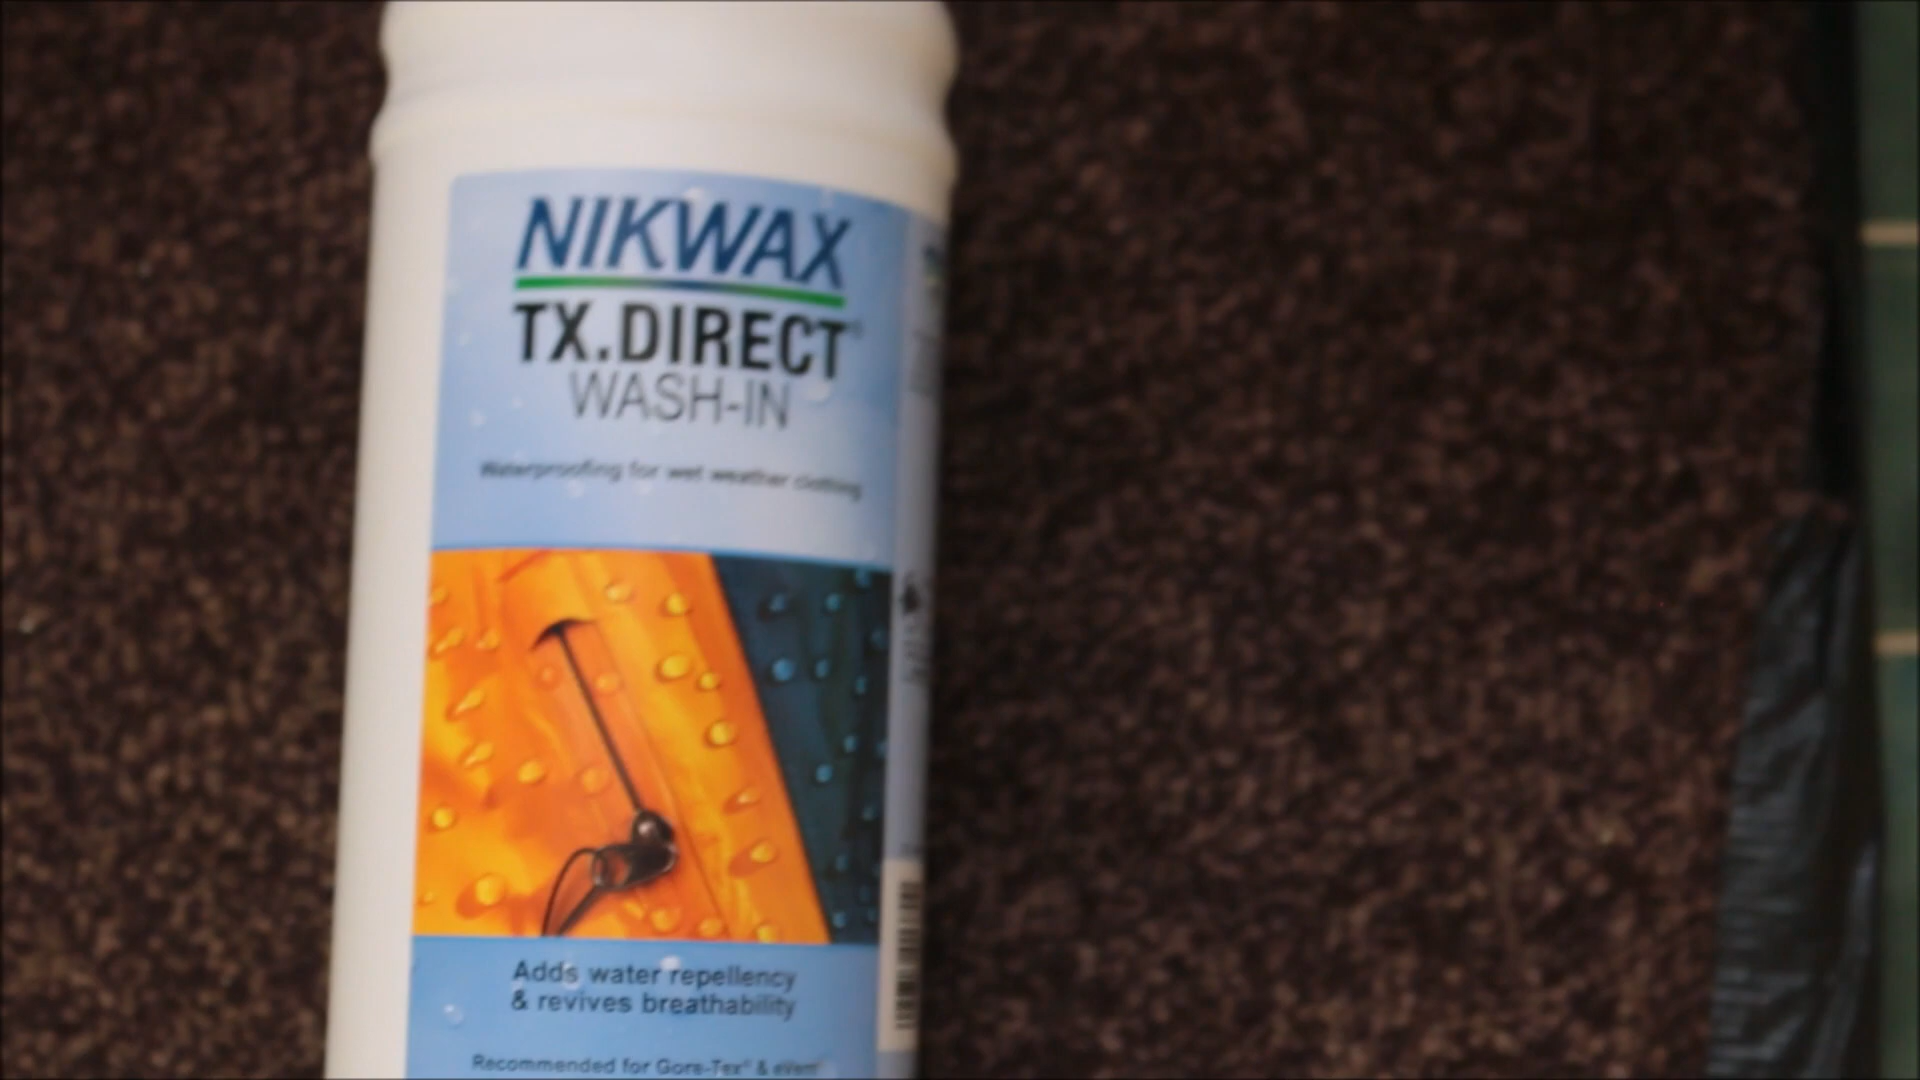 NIKWAX
TX.DIRECT®
WASH-IN
Waterproofing for wet weather clothing
Adds water repellency
& revives breathability
Recommended for Gore-Tex® & eVent®